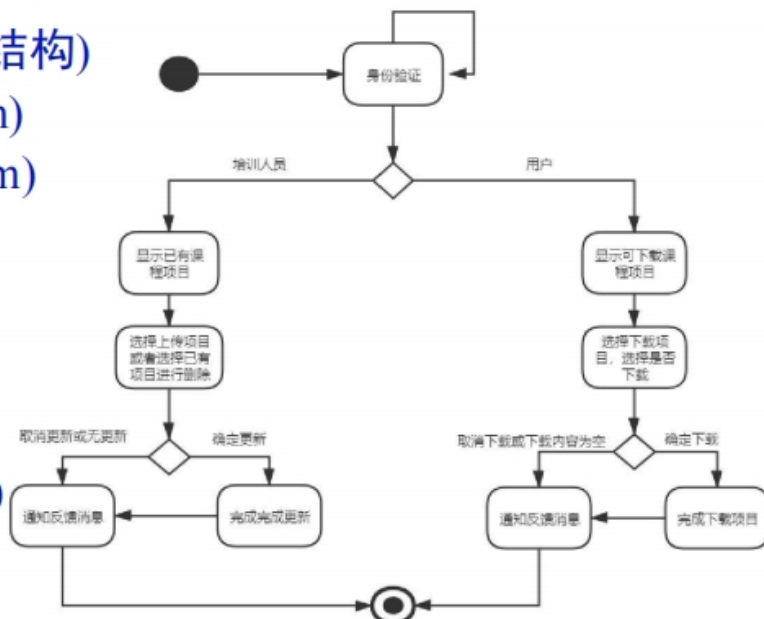 结构)
n)
m)
)
身份验证
培训人员
用户
显示已有课
程项目
显示可下载课
程项目
选择上传项目
或者选择已有
项目进行删除
选择下载项
目，选择是否
下载
取消更新或无更新
确定更新
取消下载或下载内容为空
确定下载
通知反馈消息
完成完成更新
通知反馈消息
完成下载项目